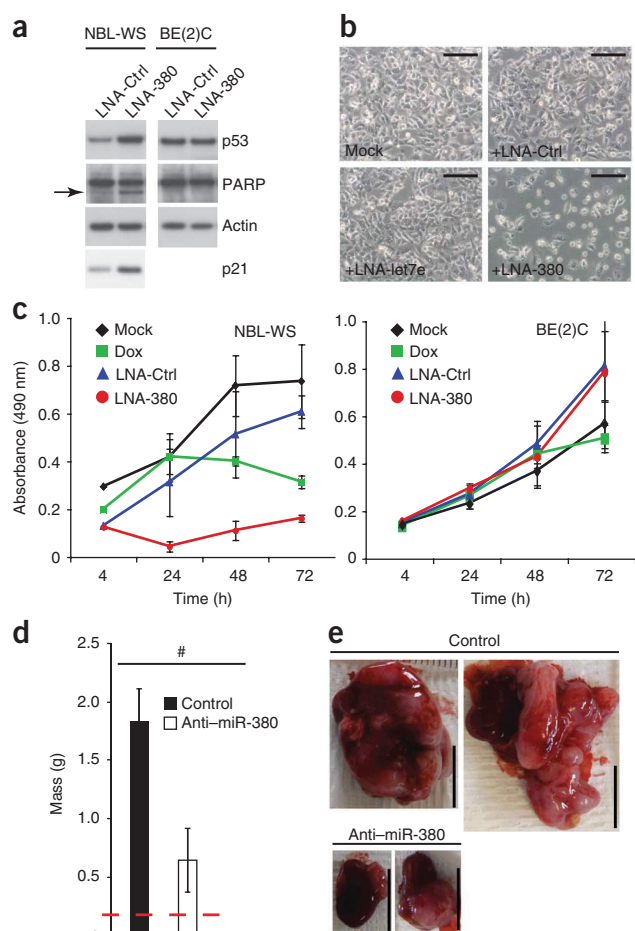 a
NBL-WS BE(2)C
LNA-Ctrl LNA-380 LNA-Ctrl LNA-380
p53
PARP
Actin
p21
b
Mock +LNA-Ctrl
+LNA-let7e +LNA-380
c
1.0
0.8
0.6
0.4
0.2
0
Absorbance (490 nm)
Mock
Dox
LNA-Ctrl
LNA-380
NBL-WS
4 24 48 72
Time (h)
1.0
0.8
0.6
0.4
0.2
0
Mock
Dox
LNA-Ctrl
LNA-380
BE(2)C
4 24 48 72
Time (h)
d
2.5
2.0
1.5
1.0
0.5
Mass (g)
#
Control
Anti–miR-380
e
Control
Anti–miR-380